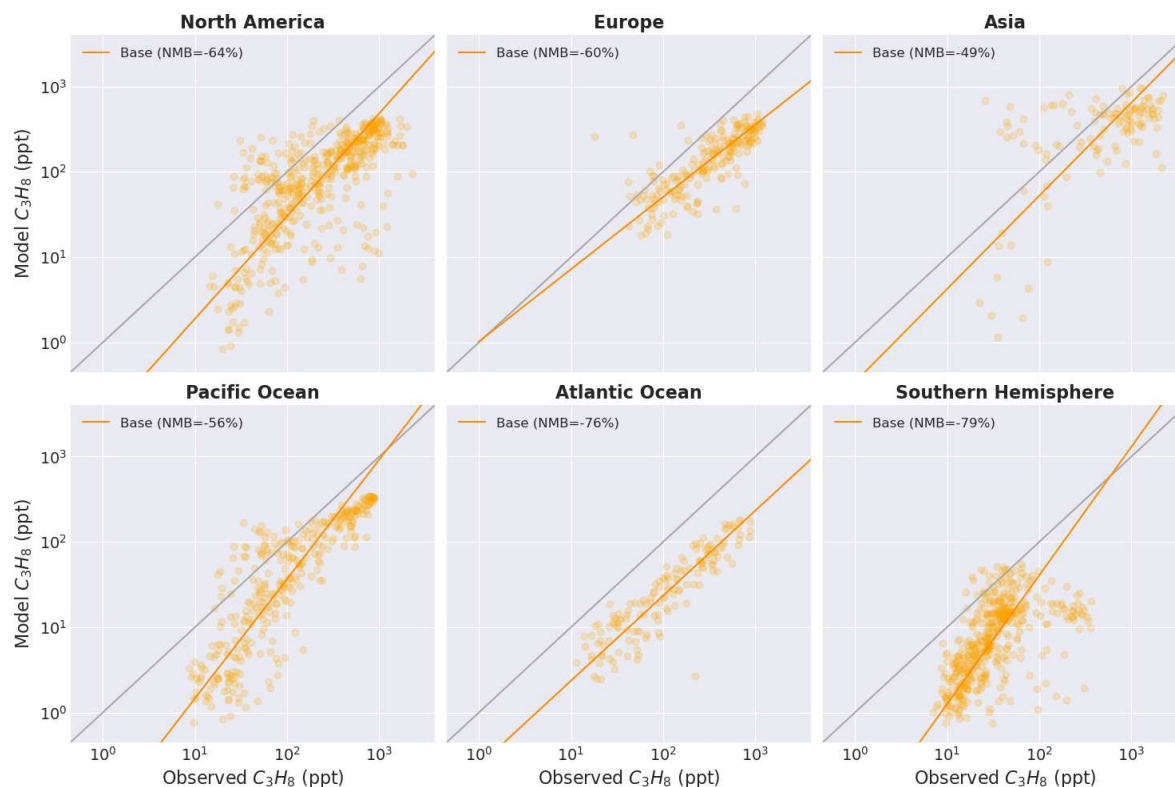 North America
Europe
Asia
Base (NMB=-64%)
Base (NMB=-60%)
Base (NMB=-49%)
Model C₃H₈ (ppt)
10³
10²
10¹
10⁰
Pacific Ocean
Atlantic Ocean
Southern Hemisphere
Base (NMB=-56%)
Base (NMB=-76%)
Base (NMB=-79%)
Model C₃H₈ (ppt)
10³
10²
10¹
10⁰
10⁰ 10¹ 10² 10³
10⁰ 10¹ 10² 10³
10⁰ 10¹ 10² 10³
Observed C₃H₈ (ppt)
Observed C₃H₈ (ppt)
Observed C₃H₈ (ppt)